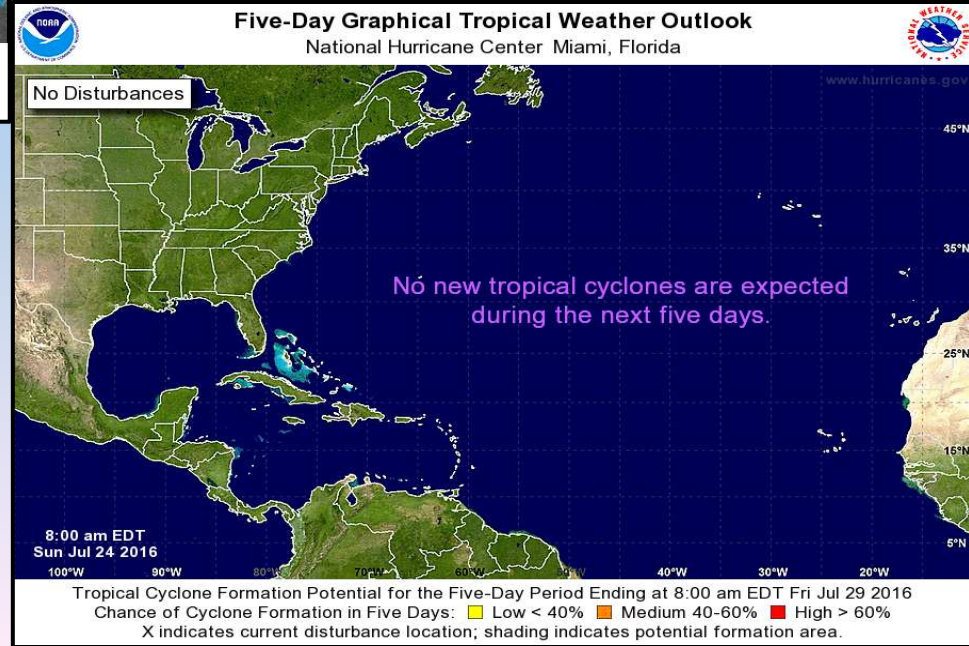 Five-Day Graphical Tropical Weather Outlook
National Hurricane Center Miami, Florida
NOAA
NATIONAL WEATHER SERVICE
No Disturbances
www.hurricanes.gov
45°N
35°N
No new tropical cyclones are expected
during the next five days.
25°N
15°N
8:00 am EDT
Sun Jul 24 2016
5°N
100°W 90°W 80°W 70°W 60°W 40°W 30°W 20°W
Tropical Cyclone Formation Potential for the Five-Day Period Ending at 8:00 am EDT Fri Jul 29 2016
Chance of Cyclone Formation in Five Days: Low < 40% Medium 40-60% High > 60%
X indicates current disturbance location; shading indicates potential formation area.